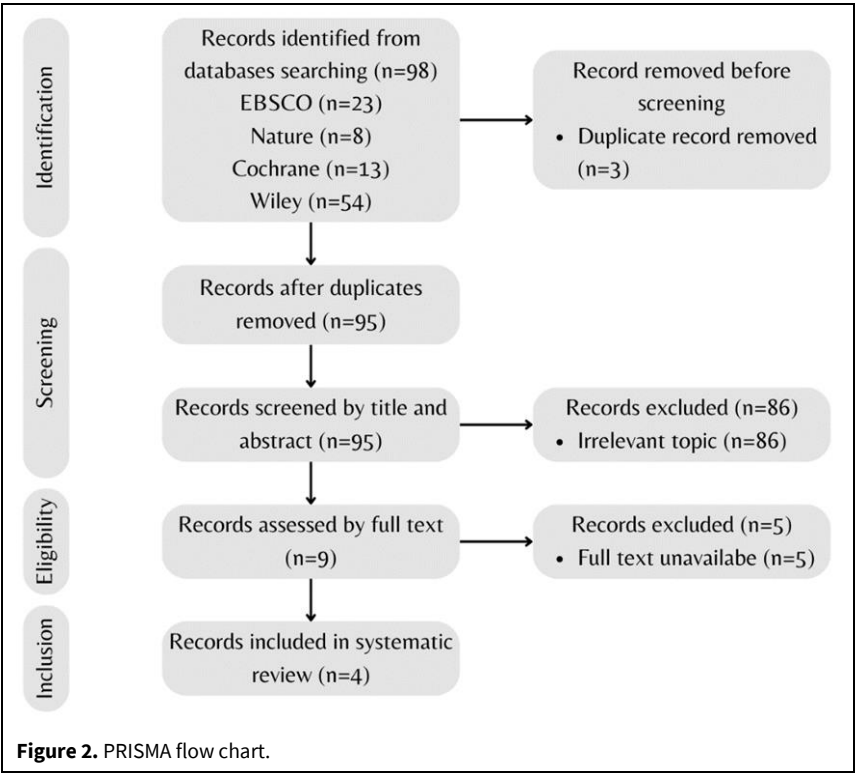 Identification
Records identified from
databases searching (n=98)
EBSCO (n=23)
Nature (n=8)
Cochrane (n=13)
Wiley (n=54)
Record removed before
screening
• Duplicate record removed
(n=3)
Screening
Records after duplicates
removed (n=95)
Records screened by title and
abstract (n=95)
Records excluded (n=86)
• Irrelevant topic (n=86)
Eligibility
Records assessed by full text
(n=9)
Records excluded (n=5)
• Full text unavailabe (n=5)
Inclusion
Records included in systematic
review (n=4)
Figure 2. PRISMA flow chart.